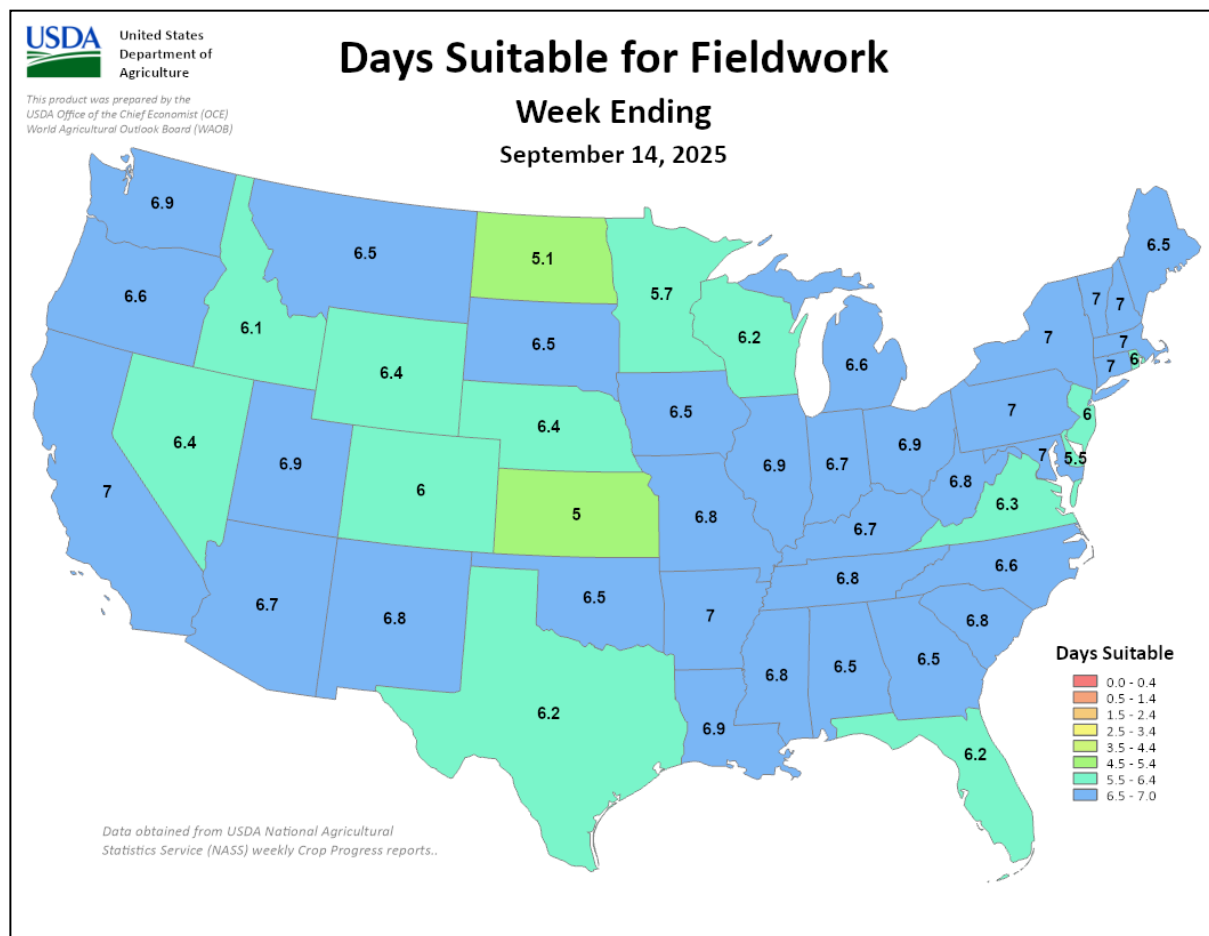 USDA
United States
Department of
Agriculture
This product was prepared by the
USDA Office of the Chief Economist (OCE)
World Agricultural Outlook Board (WAOB)
Days Suitable for Fieldwork
Week Ending
September 14, 2025
6.9
6.5
5.1
5.7
6.5
6.6
6.1
6.5
6.2
6.6
7
7
7
7
7
6
6.4
6.4
6.5
7
6
6.4
6.9
6.9
6.7
6.9
7
5.5
7
6
5
6.8
6.8
6.3
6.7
6.7
6.8
6.5
7
6.8
6.6
6.8
6.8
6.5
6.5
6.2
6.9
6.2
Days Suitable
0.0 - 0.4
0.5 - 1.4
1.5 - 2.4
2.5 - 3.4
3.5 - 4.4
4.5 - 5.4
5.5 - 6.4
6.5 - 7.0
Data obtained from USDA National Agricultural
Statistics Service (NASS) weekly Crop Progress reports..